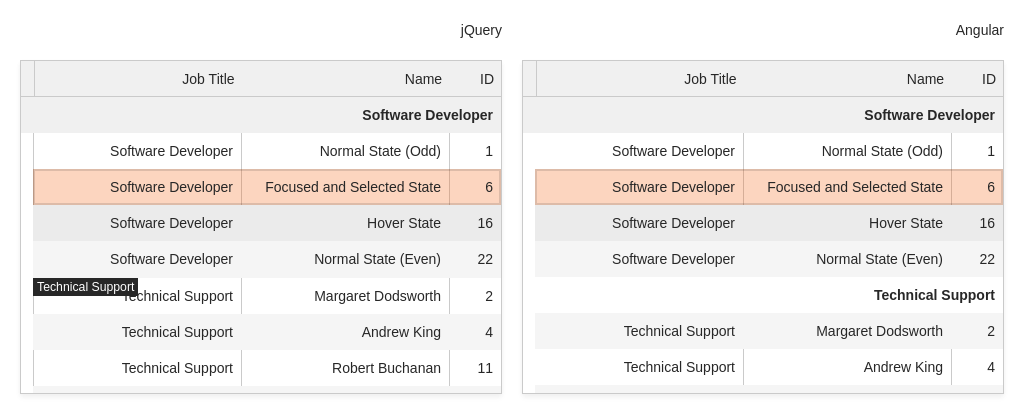 jQuery
Job Title Name ID
Software Developer
Software Developer Normal State (Odd) 1
Software Developer Focused and Selected State 6
Software Developer Hover State 16
Software Developer Normal State (Even) 22
Technical Support
Technical Support Margaret Dodsworth 2
Technical Support Andrew King 4
Technical Support Robert Buchanan 11
Angular
Job Title Name ID
Software Developer
Software Developer Normal State (Odd) 1
Software Developer Focused and Selected State 6
Software Developer Hover State 16
Software Developer Normal State (Even) 22
Technical Support
Technical Support Margaret Dodsworth 2
Technical Support Andrew King 4